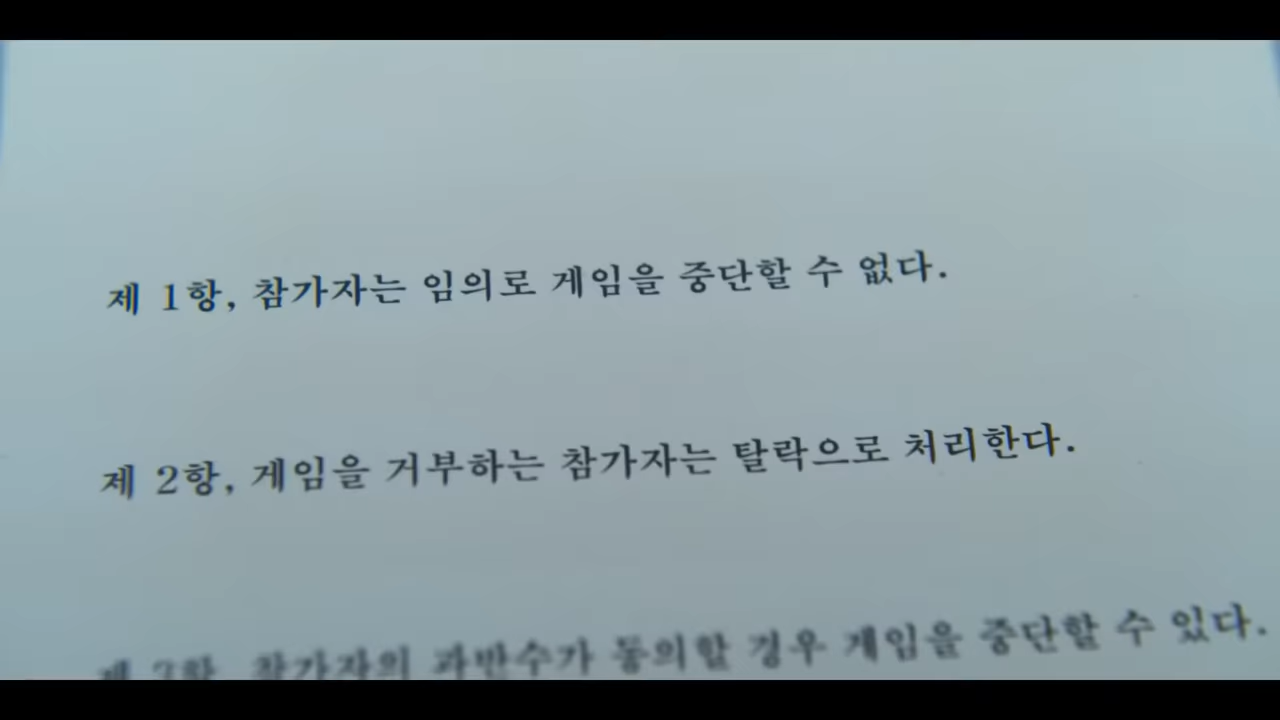 제 1항, 참가자는 임의로 게임을 중단할 수 없다.
제 2항, 게임을 거부하는 참가자는 탈락으로 처리한다.
제 3항, 참가자의 과반수가 동의할 경우 게임을 중단할 수 있다.